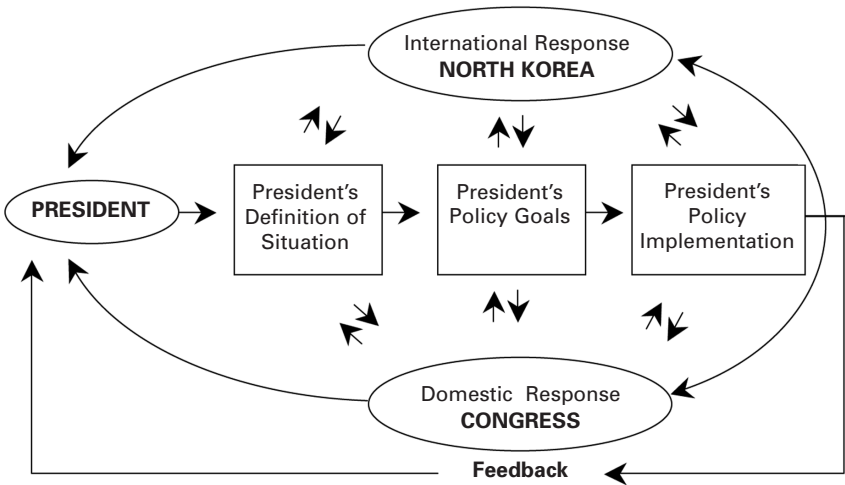 International Response
NORTH KOREA
PRESIDENT
President's
Definition of
Situation
President's
Policy Goals
President's
Policy
Implementation
Domestic Response
CONGRESS
Feedback